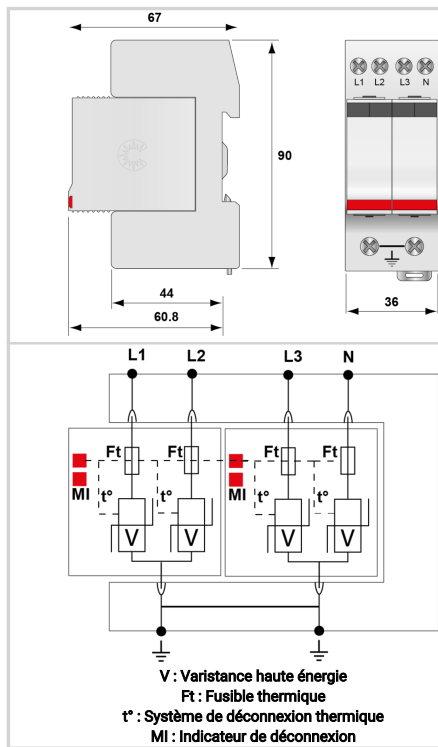 67
L1 L2 L3 N
90
44
60.8
36
L1 L2 L3 N
Ft Ft Ft Ft
MI t° t° MI t° t°
V V V V
V : Varistance haute énergie
Ft : Fusible thermique
t° : Système de déconnexion thermique
MI : Indicateur de déconnexion